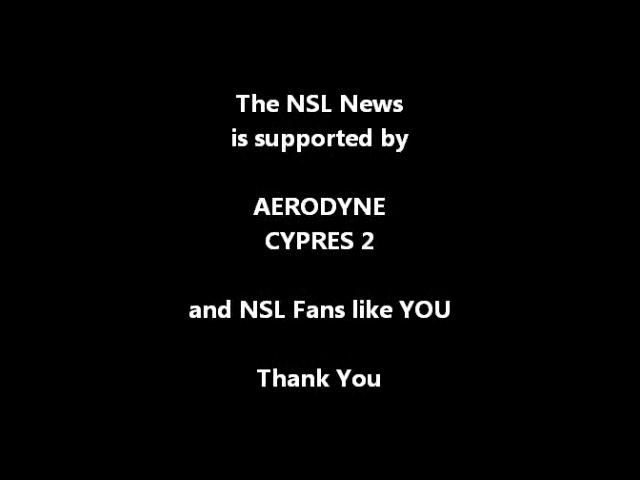 The NSL News
is supported by
AERODYNE
CYPRES 2
and NSL Fans like YOU
Thank You